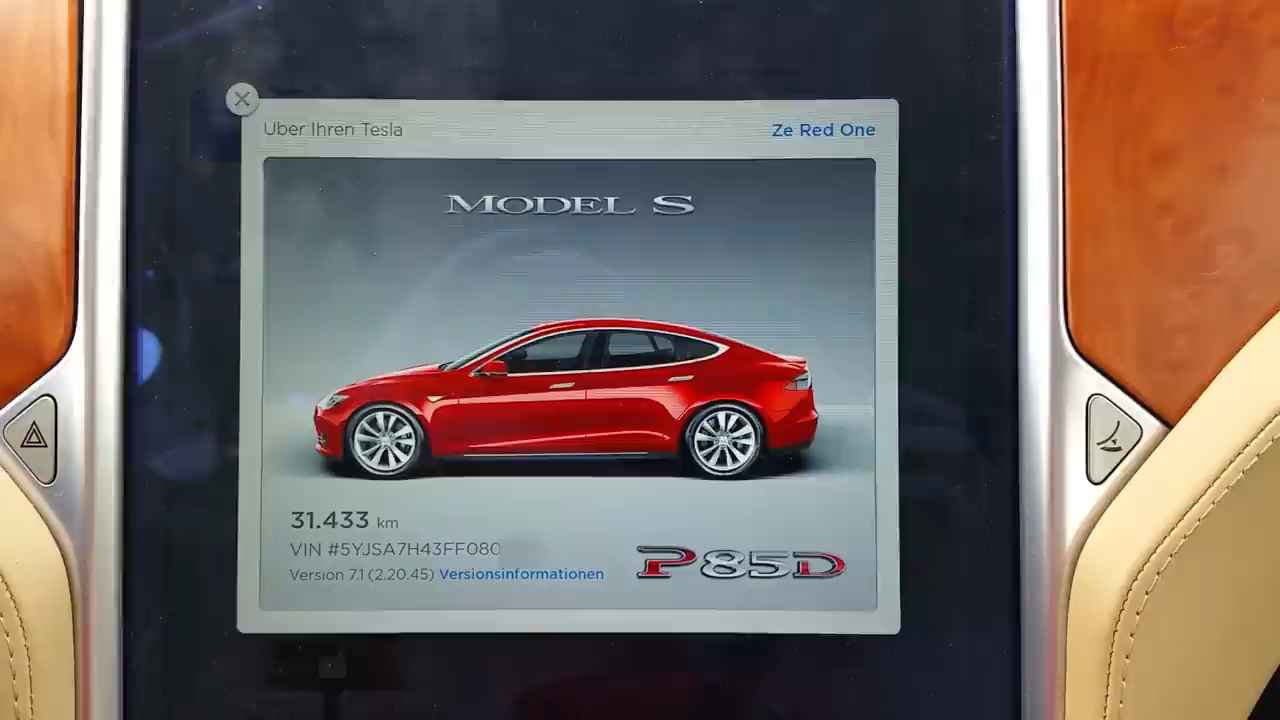 Über Ihren Tesla
Ze Red One
MODEL S
31.433 km
VIN #5YJSA7H43FF080
Version 7.1 (2.20.45) Versionsinformationen
P85D